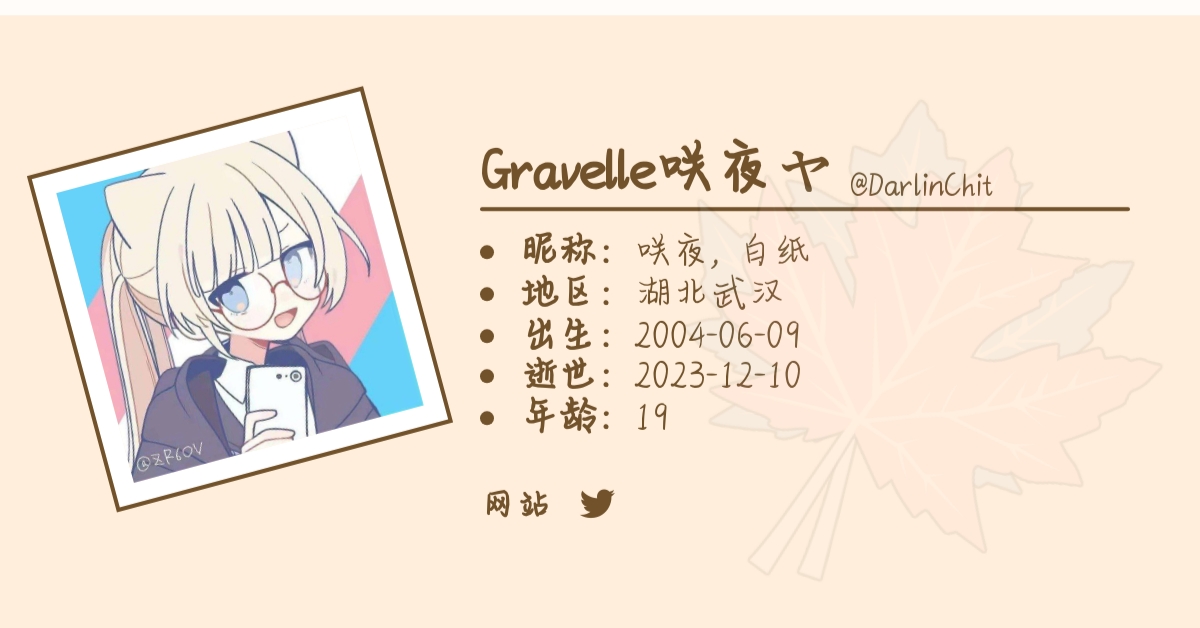 Gravelle咲夜ヤ @DarlinChit
昵称：咲夜，白纸
地区：湖北武汉
出生：2004-06-09
逝世：2023-12-10
年龄：19
网站
@ZR6OV